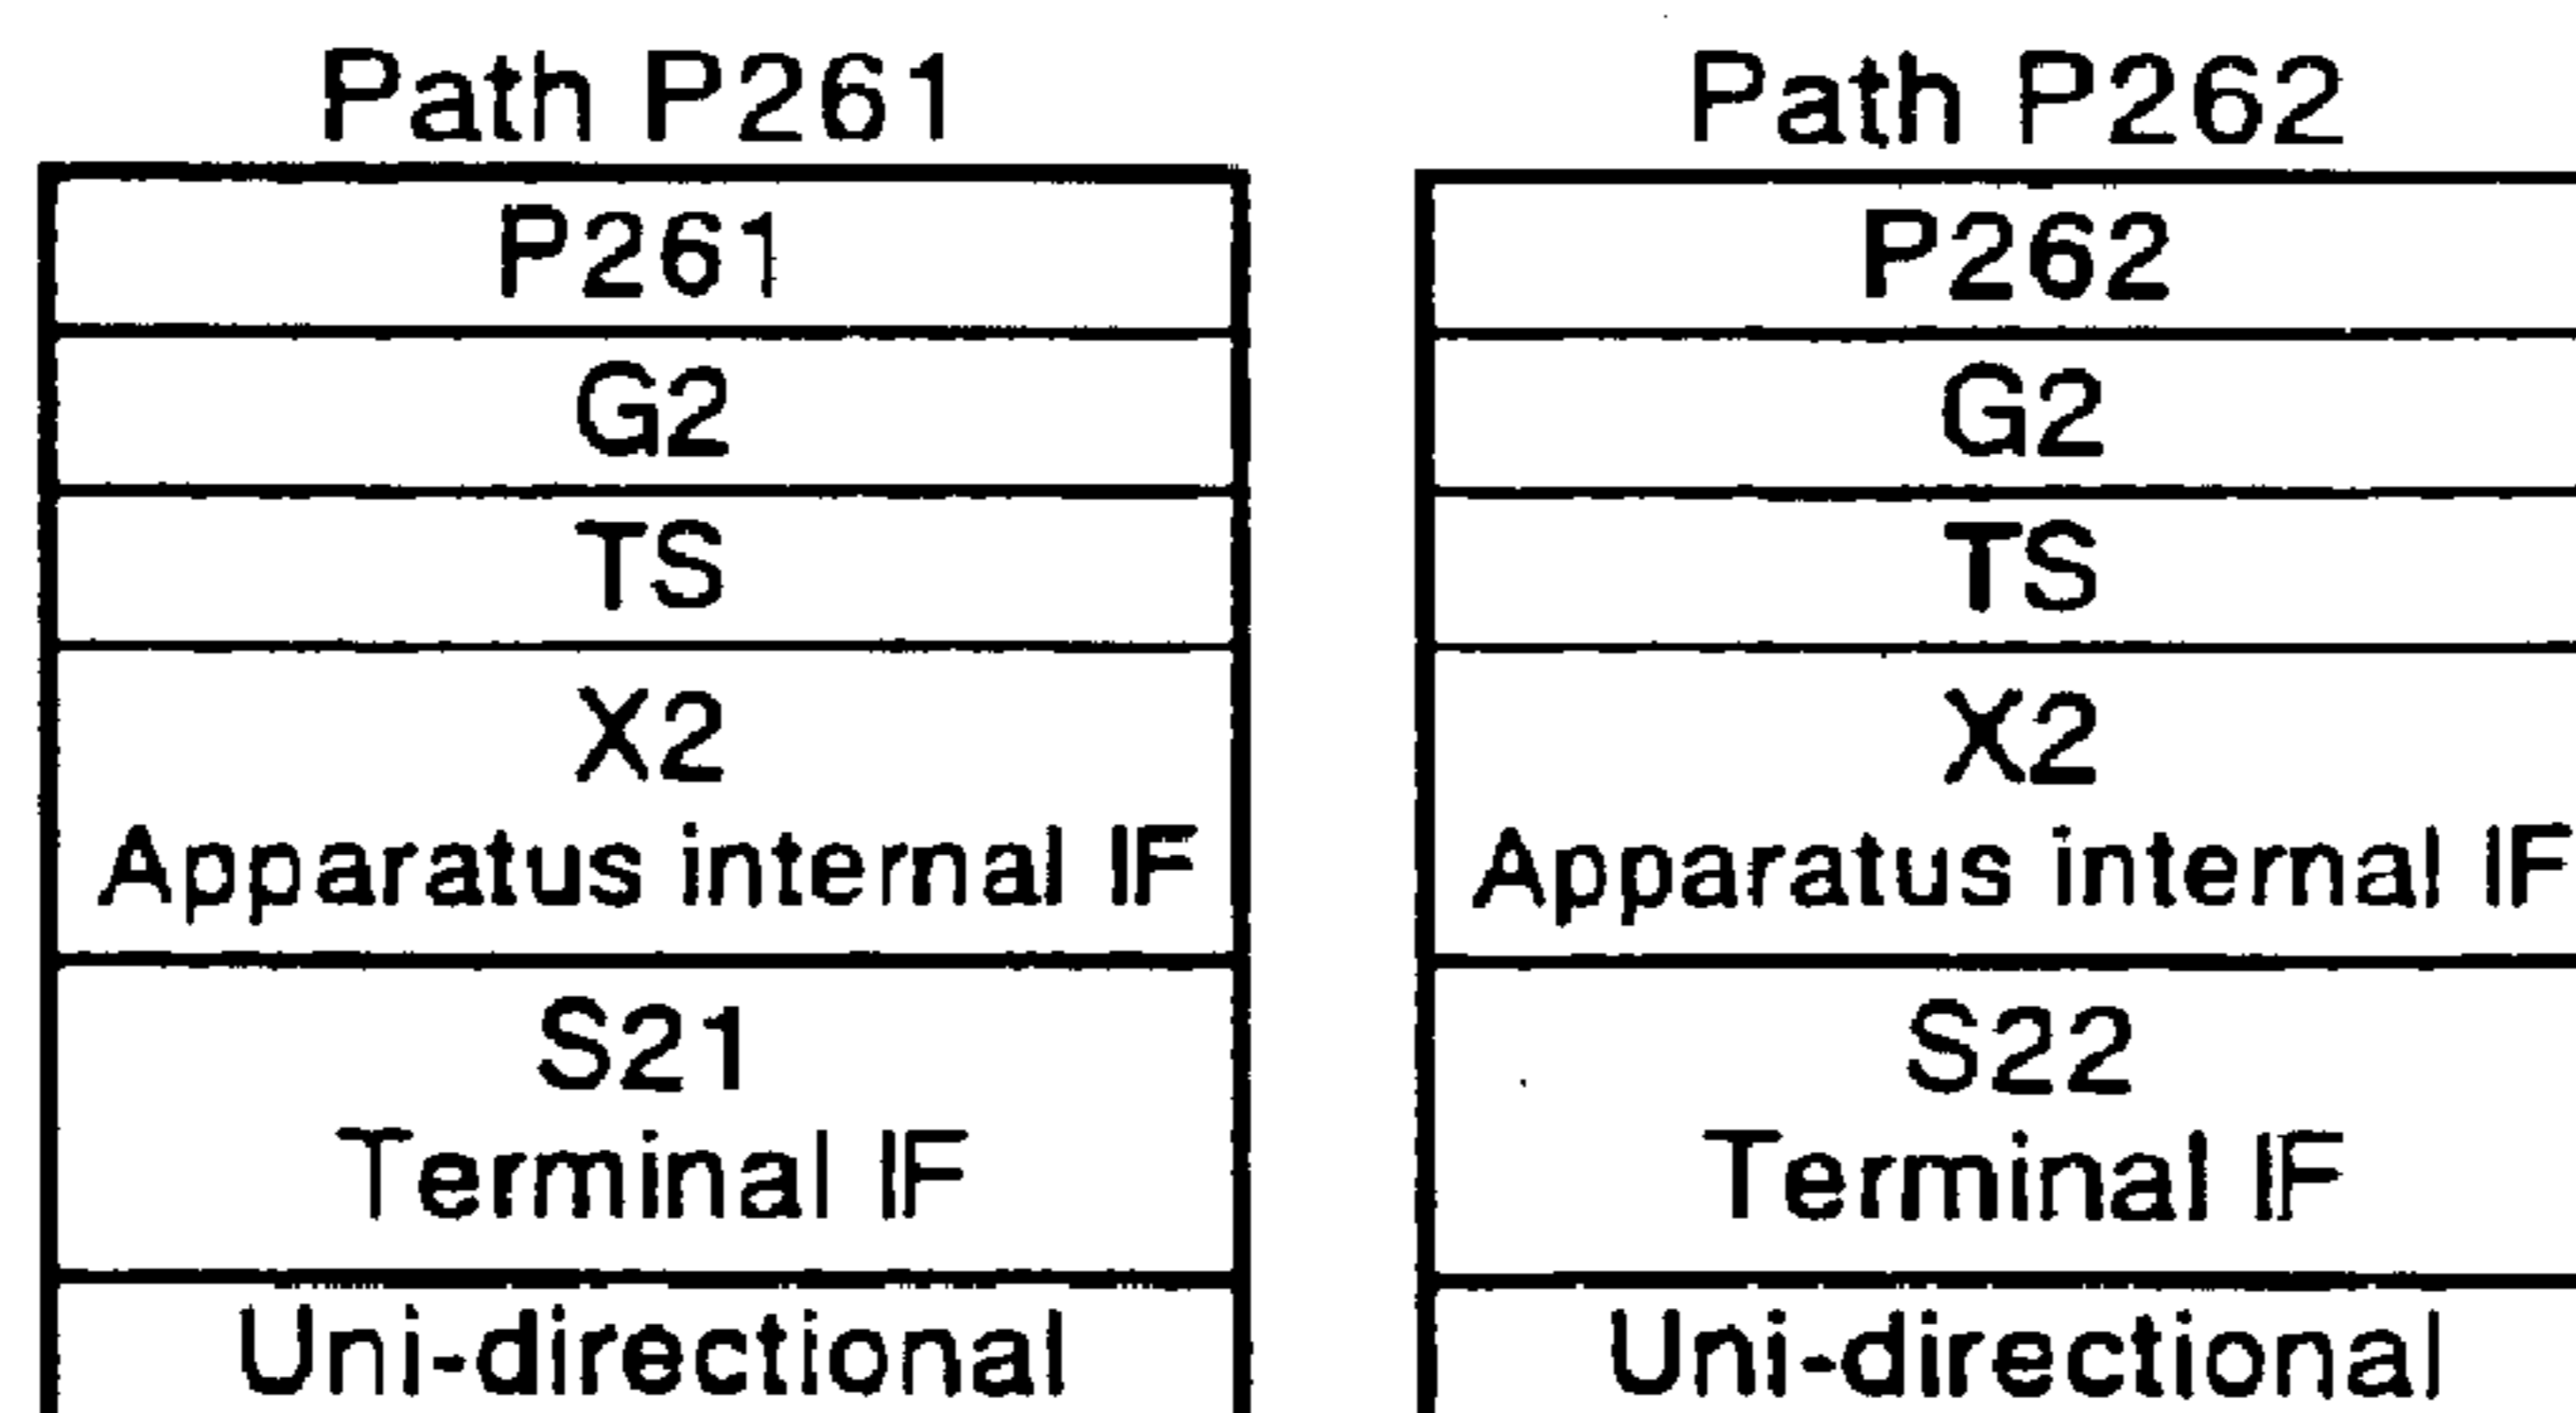 Path P261
P261
G2
TS
X2
Apparatus internal IF
S21
Terminal IF
Uni-directional
Path P262
P262
G2
TS
X2
Apparatus internal IF
S22
Terminal IF
Uni-directional